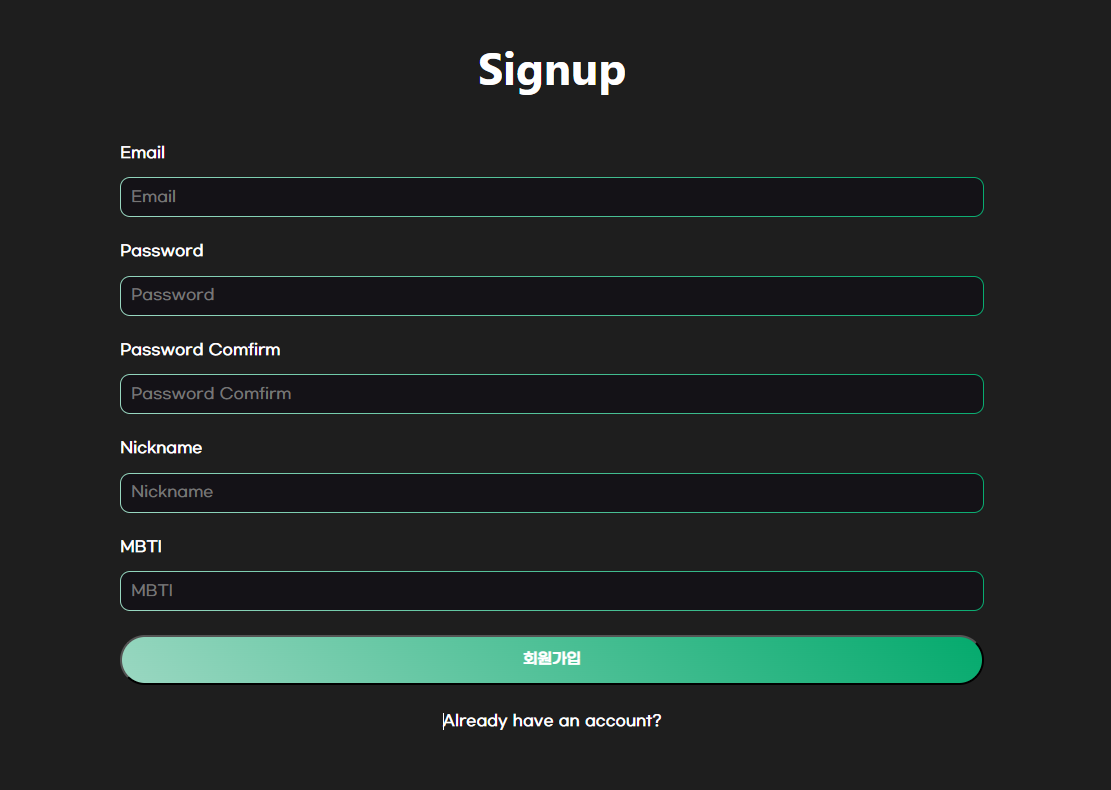 Signup
Email
Email
Password
Password
Password Comfirm
Password Comfirm
Nickname
Nickname
MBTI
MBTI
회원가입
Already have an account?